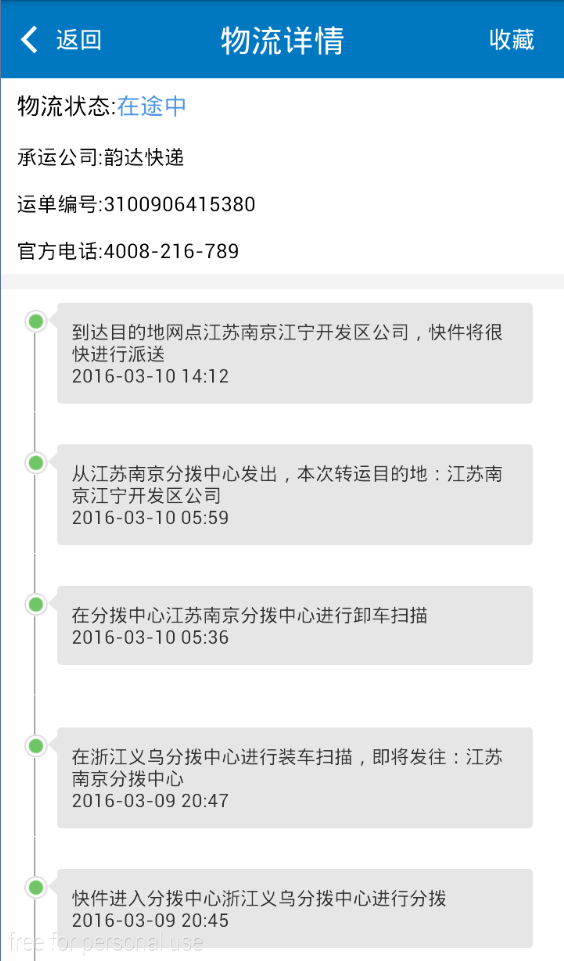 返回
物流详情
收藏
物流状态:在途中
承运公司:韵达快递
运单编号:3100906415380
官方电话:4008-216-789
到达目的地网点江苏南京江宁开发区公司，快件将很
快进行派送
2016-03-10 14:12
从江苏南京分拨中心发出，本次转运目的地：江苏南
京江宁开发区公司
2016-03-10 05:59
在分拨中心江苏南京分拨中心进行卸车扫描
2016-03-10 05:36
在浙江义乌分拨中心进行装车扫描，即将发往：江苏
南京分拨中心
2016-03-09 20:47
快件进入分拨中心浙江义乌分拨中心进行分拨
2016-03-09 20:45
free for personal use